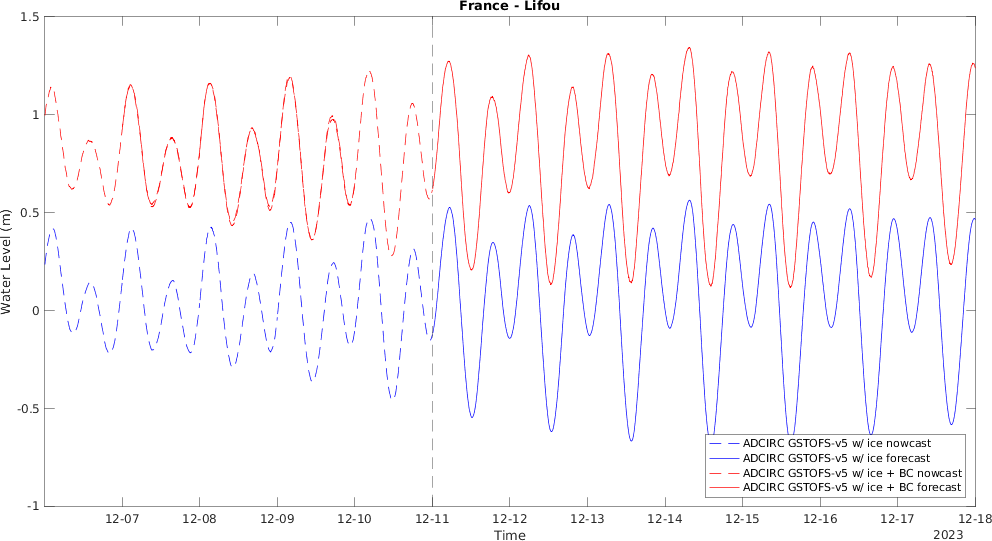 France - Lifou
1.5
1
0.5
0
-0.5
-1
Water Level (m)
ADCIRC GSTOFS-v5 w/ ice nowcast
ADCIRC GSTOFS-v5 w/ ice forecast
ADCIRC GSTOFS-v5 w/ ice + BC nowcast
ADCIRC GSTOFS-v5 w/ ice + BC forecast
12-07 12-08 12-09 12-10 12-11 12-12 12-13 12-14 12-15 12-16 12-17 12-18
Time
2023